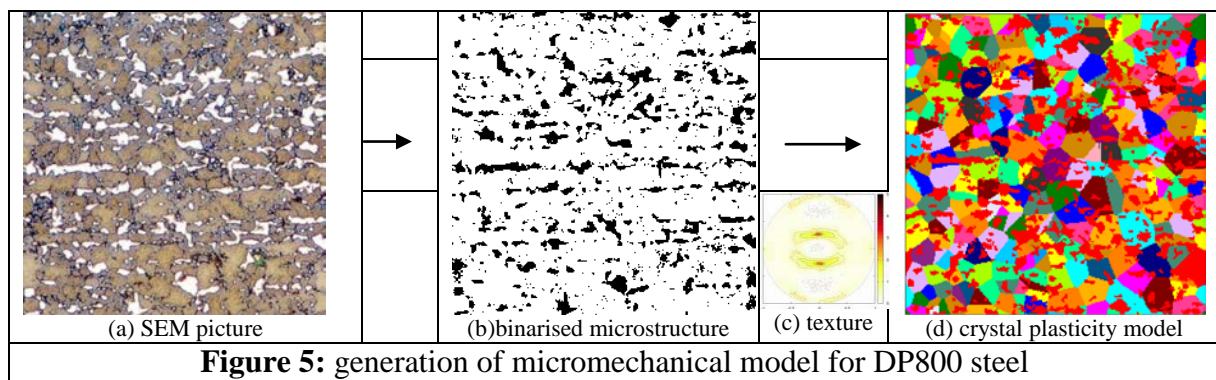 (a) SEM picture
(b)binarised microstructure
(c) texture
(d) crystal plasticity model
Figure 5: generation of micromechanical model for DP800 steel